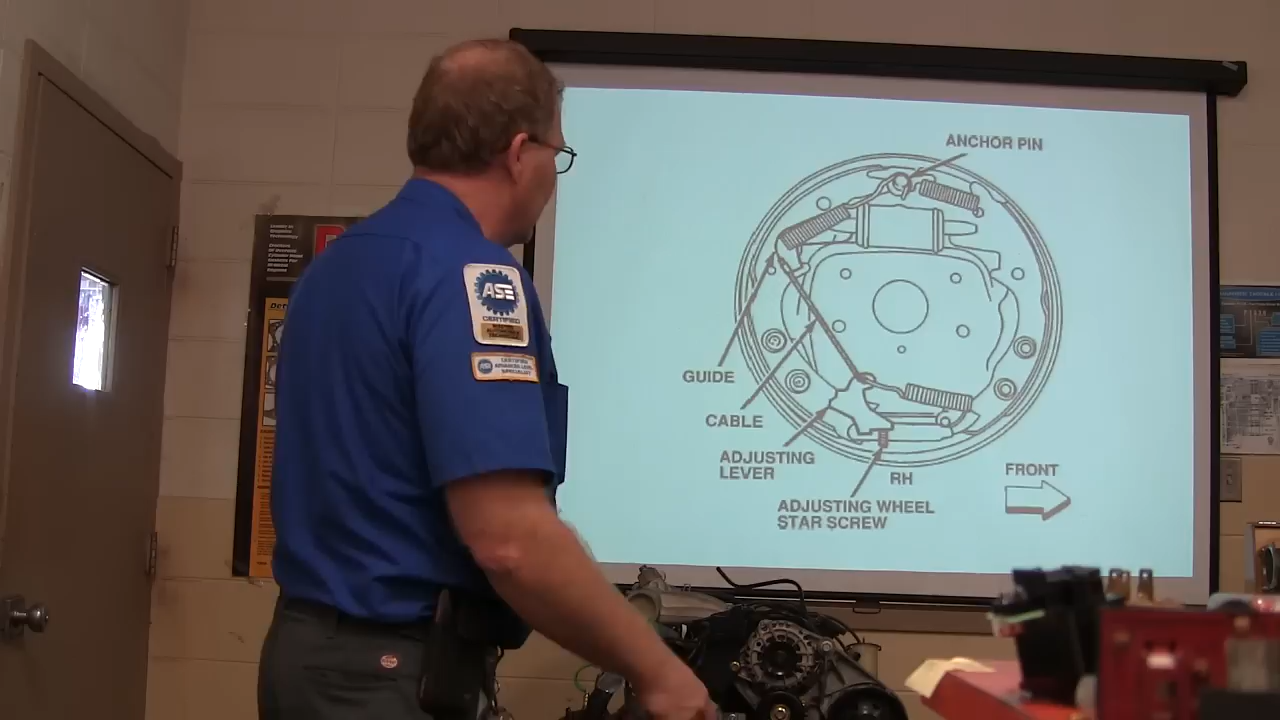 ANCHOR PIN
GUIDE
CABLE
ADJUSTING
LEVER
RH
FRONT
ADJUSTING WHEEL
STAR SCREW
ASE
CERTIFIED